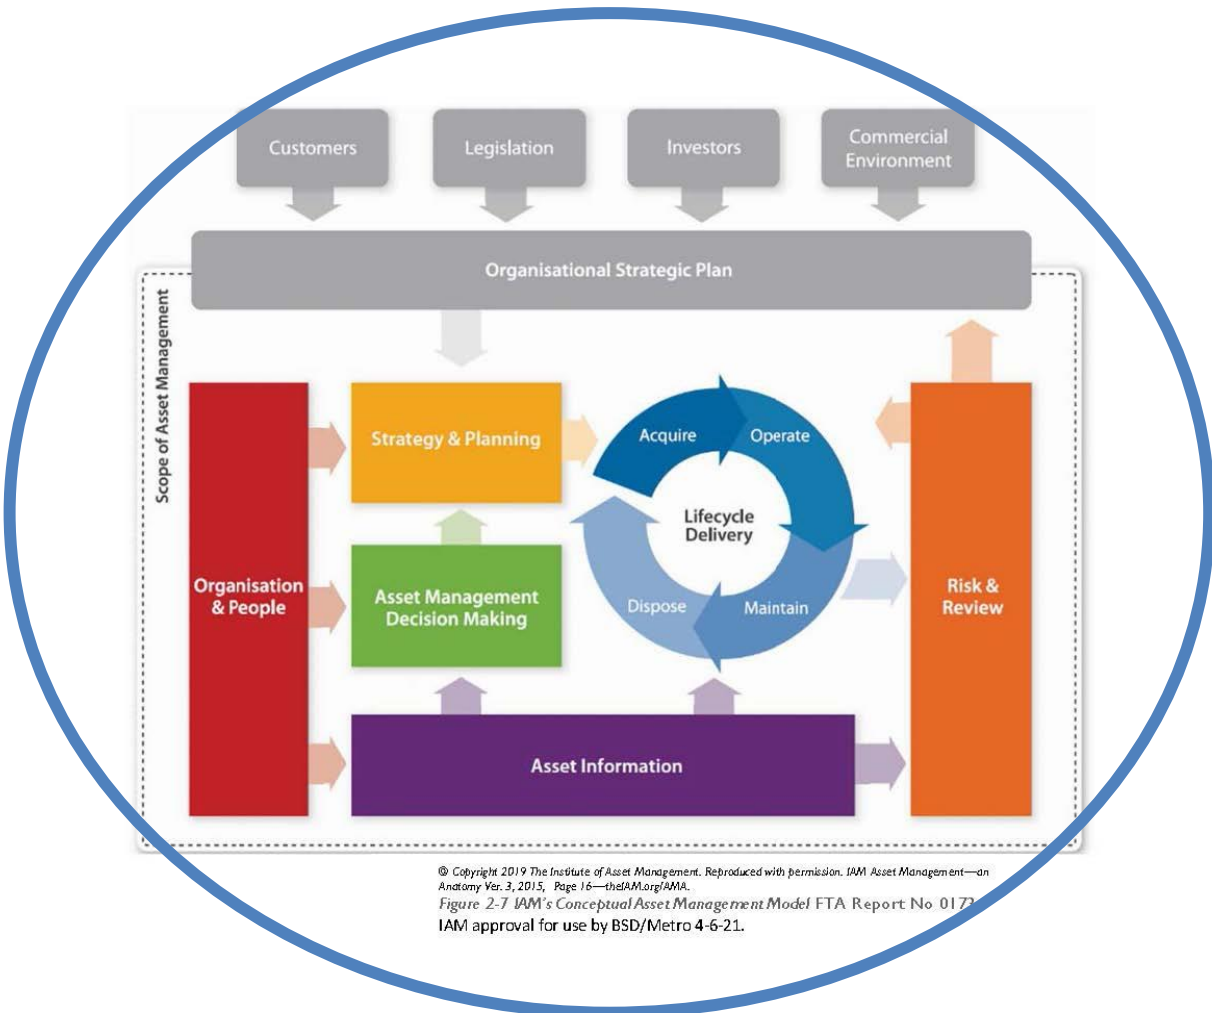 Customers
Legislation
Investors
Commercial
Environment
Organisational Strategic Plan
Scope of Asset Management
Strategy & Planning
Acquire
Operate
Lifecycle
Delivery
Organisation
& People
Asset Management
Decision Making
Dispose
Maintain
Risk &
Review
Asset Information
© Copyright 2019 The Institute of Asset Management. Reproduced with permission. IAM Asset Management—an
Anatomy Ver. 3, 2015, Page 16—theIAM.org/AMA.
Figure 2-7 IAM's Conceptual Asset Management Model FTA Report No 0173
IAM approval for use by BSD/Metro 4-6-21.